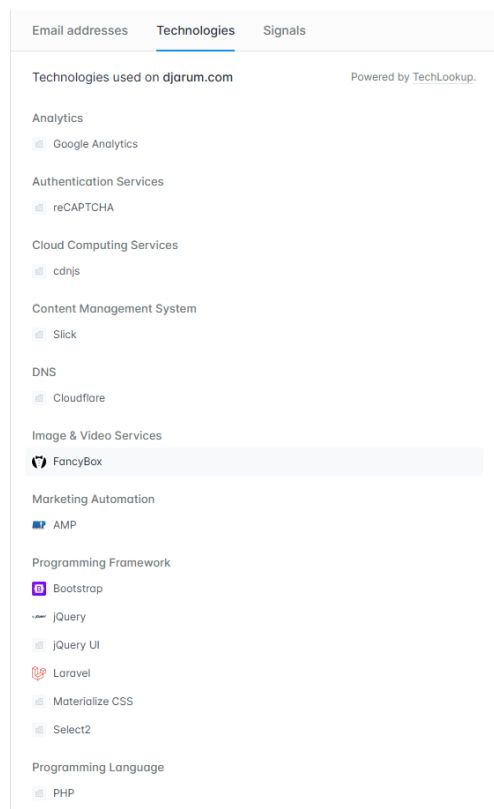 Email addresses Technologies Signals
Technologies used on djarum.com Powered by TechLookup.
Analytics
Google Analytics
Authentication Services
reCAPTCHA
Cloud Computing Services
cdnjs
Content Management System
Slick
DNS
Cloudflare
Image & Video Services
FancyBox
Marketing Automation
AMP
Programming Framework
B Bootstrap
jQuery
jQuery UI
Laravel
Materialize CSS
Select2
Programming Language
PHP